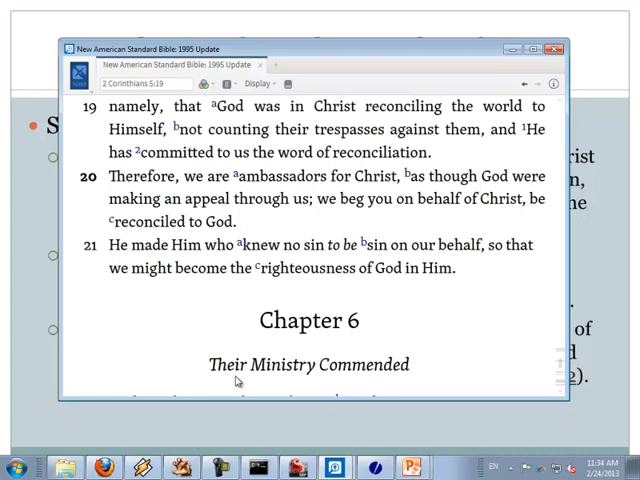 New American Standard Bible: 1995 Update
New American Standard Bible: 1995 Update
2 Corinthians 5:19
Display
19 namely, that aGod was in Christ reconciling the world to
Himself, bnot counting their trespasses against them, and 1He
has 2committed to us the word of reconciliation.
20 Therefore, we are aambassadors for Christ, bas though God were
making an appeal through us; we beg you on behalf of Christ, be
creconciled to God.
21 He made Him who aknew no sin to be bsin on our behalf, so that
we might become the crighteousness of God in Him.
Chapter 6
Their Ministry Commended
S
of
EN
11:34 AM
2/24/2013